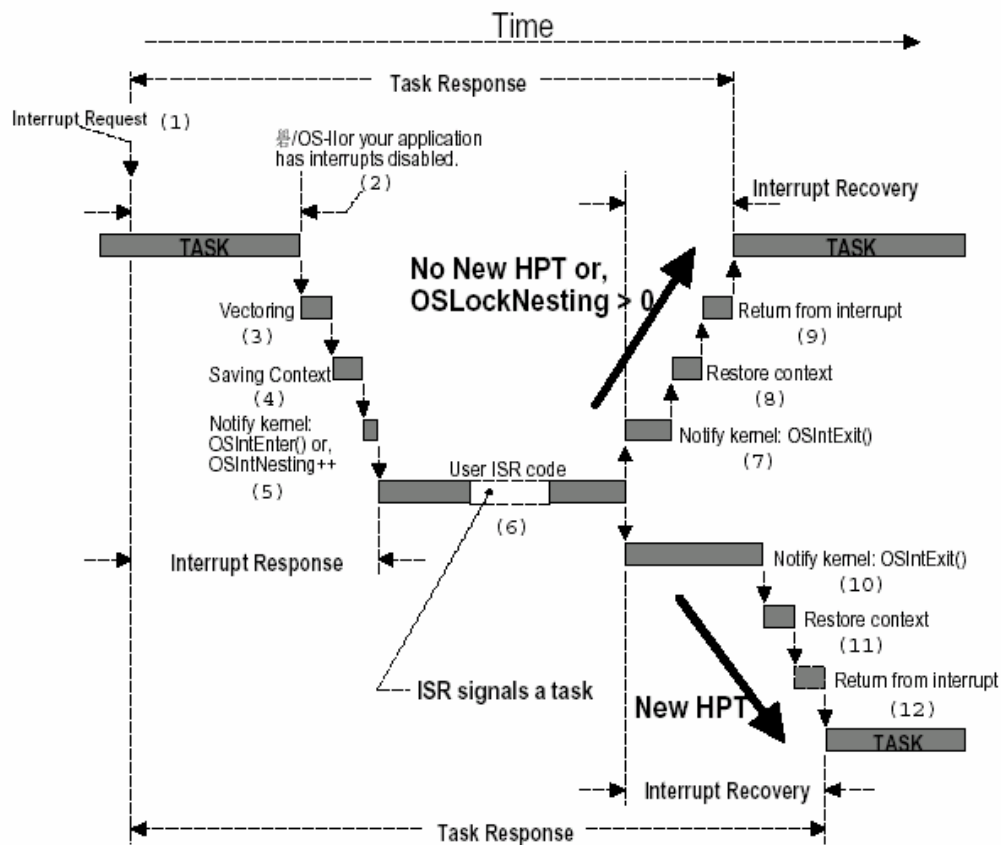 Time
Task Response
Interrupt Request (1)
碞/OS-IIor your application
has interrupts disabled.
(2)
Interrupt Recovery
TASK
TASK
No New HPT or,
OSLockNesting > 0
Vectoring
(3)
Return from interrupt
(9)
Saving Context
(4)
Restore context
(8)
Notify kernel:
OSIntEnter() or,
OSIntNesting++
(5)
Notify kernel: OSIntExit()
(7)
User ISR code
(6)
Interrupt Response
Notify kernel: OSIntExit()
(10)
Restore context
(11)
ISR signals a task
Return from interrupt
(12)
New HPT
TASK
Interrupt Recovery
Task Response